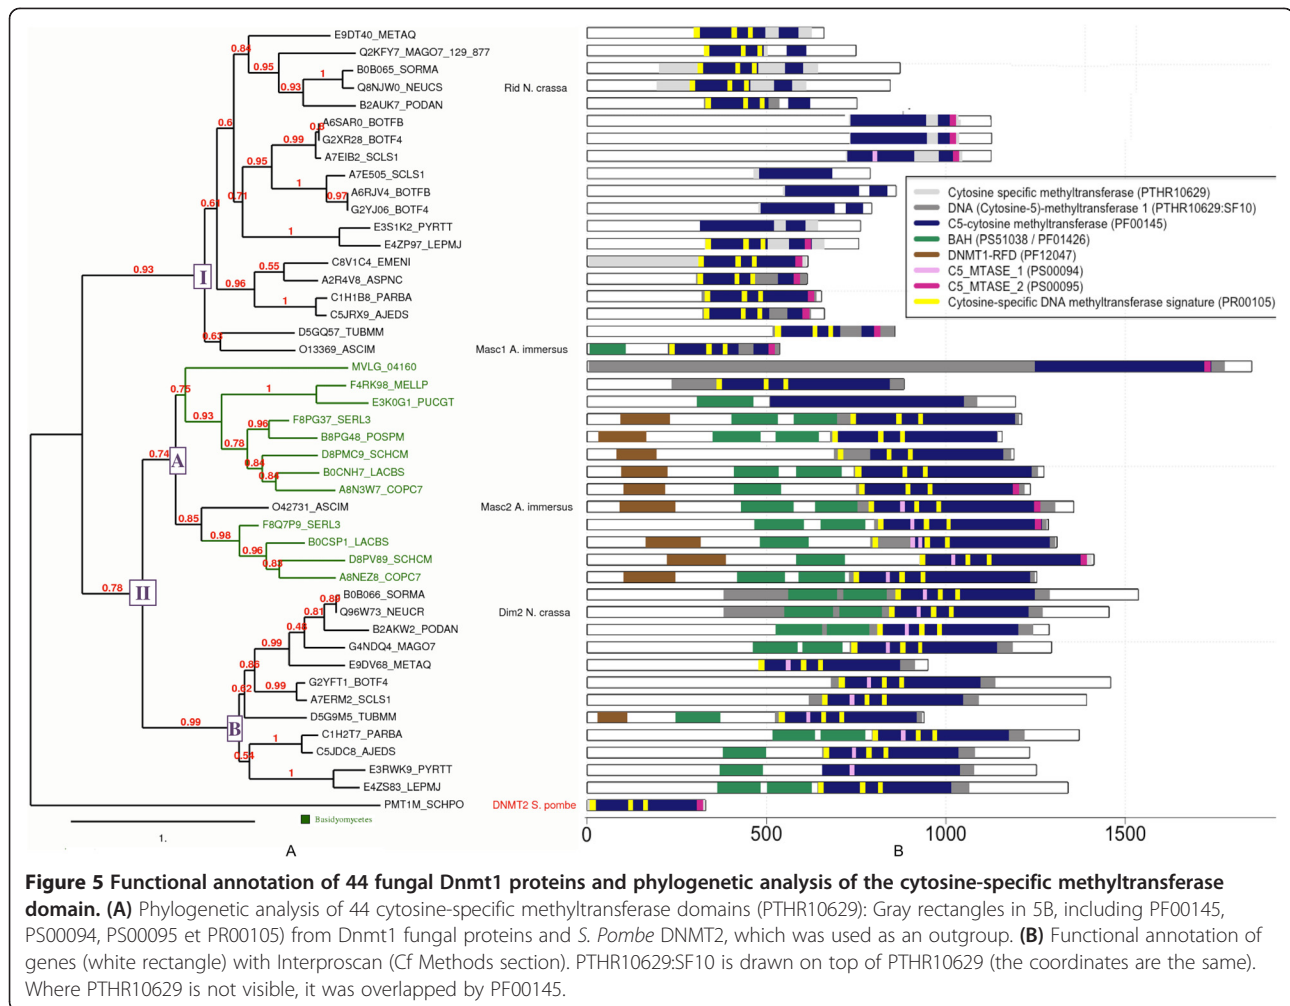 E9DT40_METAQ
Q2KFY7_MAGO7_129_877
B0B065_SORMA
Q8NJW0_NEUCS
Rid N. crassa
B2AUK7_PODAN
A6SAR0_BOTFB
G2XR28_BOTF4
A7EIB2_SCLS1
A7E505_SCLS1
A6RJV4_BOTFB
G2YJ06_BOTF4
E3S1K2_PYRTT
E4ZP97_LEPMJ
C8V1C4_EMENI
A2R4V8_ASPNC
C1H1B8_PARBA
C5JRX9_AJEDS
D5GQ57_TUBMM
O13369_ASCIM
Masc1 A. immersus
MVLG_04160
F4RK98_MELLP
E3K0G1_PUCGT
F8PG37_SERL3
B8PG48_POSPM
D8PMC9_SCHCM
B0CNH7_LACBS
A8N3W7_COPC7
O42731_ASCIM
Masc2 A. immersus
F8Q7P9_SERL3
B0CSP1_LACBS
D8PV89_SCHCM
A8NEZ8_COPC7
B0B066_SORMA
Q96W73_NEUCR
Dim2 N. crassa
B2AKW2_PODAN
G4NDQ4_MAGO7
E9DV68_METAQ
G2YFT1_BOTF4
A7ERM2_SCLS1
D5G9M5_TUBMM
C1H2T7_PARBA
C5JDC8_AJEDS
E3RWK9_PYRTT
E4ZS83_LEPMJ
PMT1M_SCHPO
DNMT2 S. pombe
0.84
0.95
1
0.93
0.6
0.99
0.95
0.71
1
0.97
0.61
1
0.93
I
0.55
0.96
1
0.63
0.75
1
0.93
0.96
0.78
0.84
0.84
0.74
A
0.85
0.98
0.96
0.83
0.78
II
0.81
0.48
0.99
0.86
0.62
0.99
0.99
B
1
0.54
1
Basidyomycetes
1.
A
Cytosine specific methyltransferase (PTHR10629)
DNA (Cytosine-5)-methyltransferase 1 (PTHR10629:SF10)
C5-cytosine methyltransferase (PF00145)
BAH (PS51038 / PF01426)
DNMT1-RFD (PF12047)
C5_MTASE_1 (PS00094)
C5_MTASE_2 (PS00095)
Cytosine-specific DNA methyltransferase signature (PR00105)
0
500
1000
1500
B
Figure 5 Functional annotation of 44 fungal Dnmt1 proteins and phylogenetic analysis of the cytosine-specific methyltransferase
domain. (A) Phylogenetic analysis of 44 cytosine-specific methyltransferase domains (PTHR10629): Gray rectangles in 5B, including PF00145,
PS00094, PS00095 et PR00105) from Dnmt1 fungal proteins and S. Pombe DNMT2, which was used as an outgroup. (B) Functional annotation of
genes (white rectangle) with Interproscan (Cf Methods section). PTHR10629:SF10 is drawn on top of PTHR10629 (the coordinates are the same).
Where PTHR10629 is not visible, it was overlapped by PF00145.